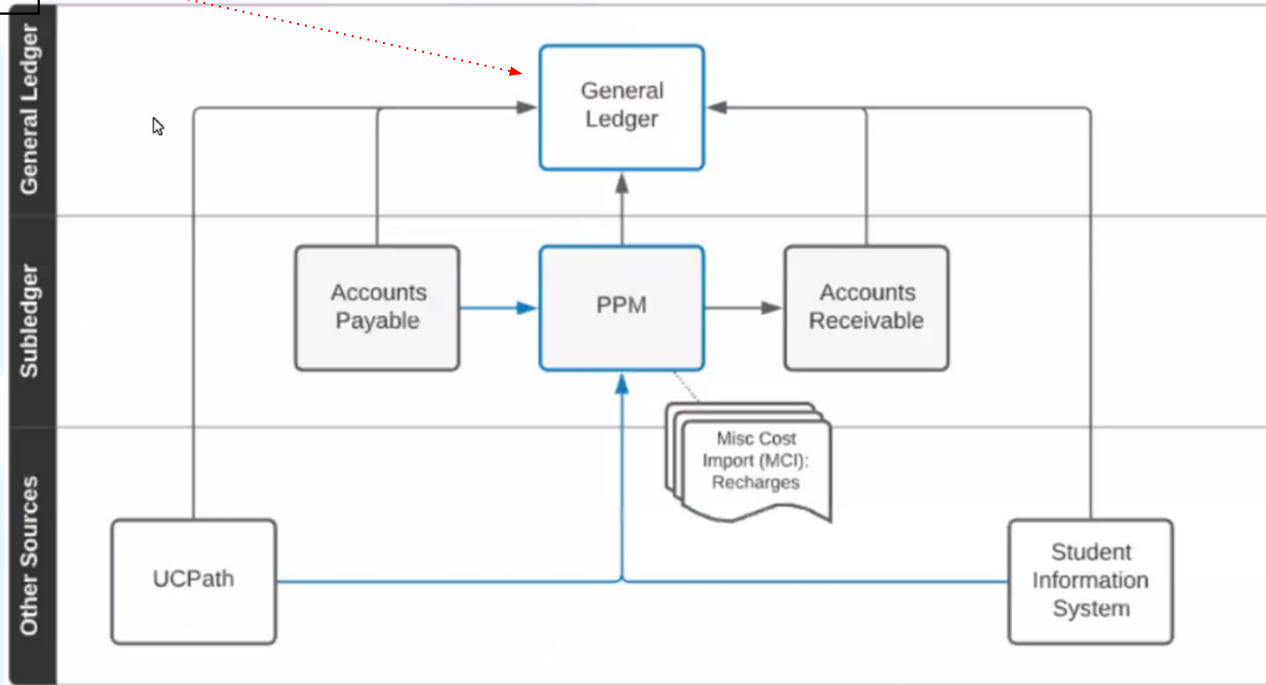 General Ledger
General
Ledger
Subledger
Accounts
Payable
PPM
Accounts
Receivable
Misc Cost
Import (MCI):
Recharges
Other Sources
UCPath
Student
Information
System